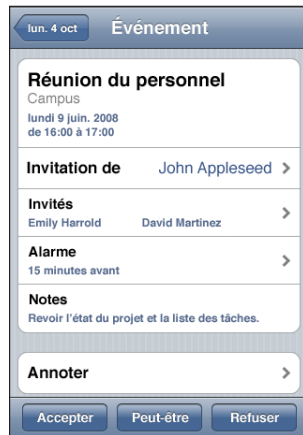 lun. 4 oct
Événement
Réunion du personnel
Campus
lundi 9 juin. 2008
de 16:00 à 17:00
Invitation de John Appleseed
Invités
Emily Harrold David Martinez
Alarme
15 minutes avant
Notes
Revoir l'état du projet et la liste des tâches.
Annoter
Accepter Peut-être Refuser